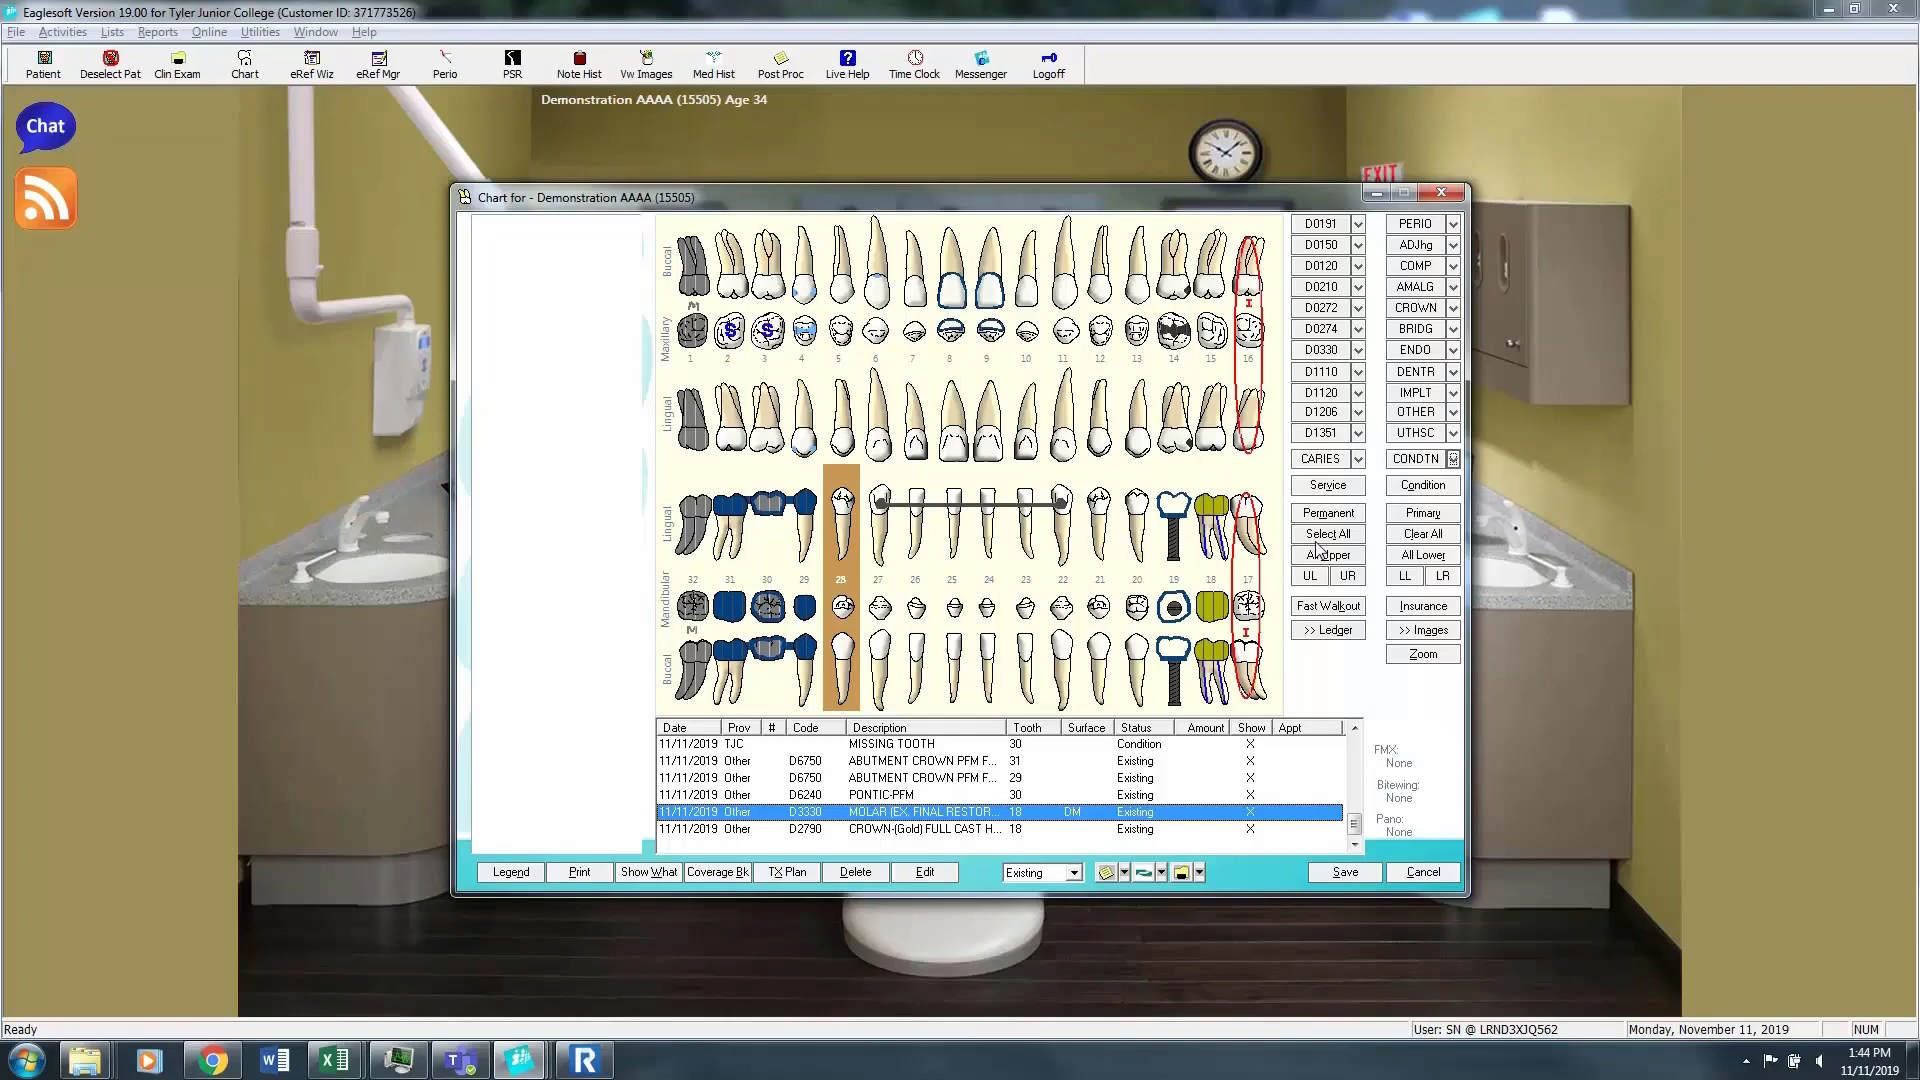 Eaglesoft Version 19.00 for Tyler Junior College (Customer ID: 371773526)
File Activities Lists Reports Online Utilities Window Help
Patient Deselect Pat Clin Exam Chart eRef Wiz eRef Mgr Perio PSR Note Hist Vw Images Med Hist Post Proc Live Help Time Clock Messenger Logoff
Demonstration AAAA (15505) Age 34
Chat
EXIT
Chart for - Demonstration AAAA (15505)
D0191 PERIO
D0150 ADJhg
D0120 COMP
D0210 AMALG
D0272 CROWN
D0274 BRIDG
D0330 ENDO
D1110 DENTR
D1120 IMPLT
D1206 OTHER
D1351 UTHSC
CARIES CONDTN
Service Condition
Permanent Primary
Select All Clear All
All Lower
UL UR LL LR
Fast Walkout Insurance
>> Ledger >> Images
Zoom
Buccal
I
M
Maxillary
S S
1 2 3 4 5 6 7 8 9 10 11 12 13 14 15 16
Lingual
Lingual
32 31 30 29 28 27 26 25 24 23 22 21 20 19 18 17
Mandibular
M I
Buccal
Date Prov # Code Description Tooth Surface Status Amount Show Appt
11/11/2019 TJC MISSING TOOTH 30 Condition X
11/11/2019 Other D6750 ABUTMENT CROWN PFM F... 31 Existing X
11/11/2019 Other D6750 ABUTMENT CROWN PFM F... 29 Existing X
11/11/2019 Other D6240 PONTIC-PFM 30 Existing X
11/11/2019 Other D3330 MOLAR (EX. FINAL RESTOR... 18 DM Existing X
11/11/2019 Other D2790 CROWN-(Gold) FULL CAST H... 18 Existing X
FMX:
None
Bitewing:
None
Pano:
None
Legend Print Show What Coverage Bk TX Plan Delete Edit Existing Save Cancel
Ready User: SN @ LRND3XJQ562 Monday, November 11, 2019 NUM
1:44 PM
11/11/2019